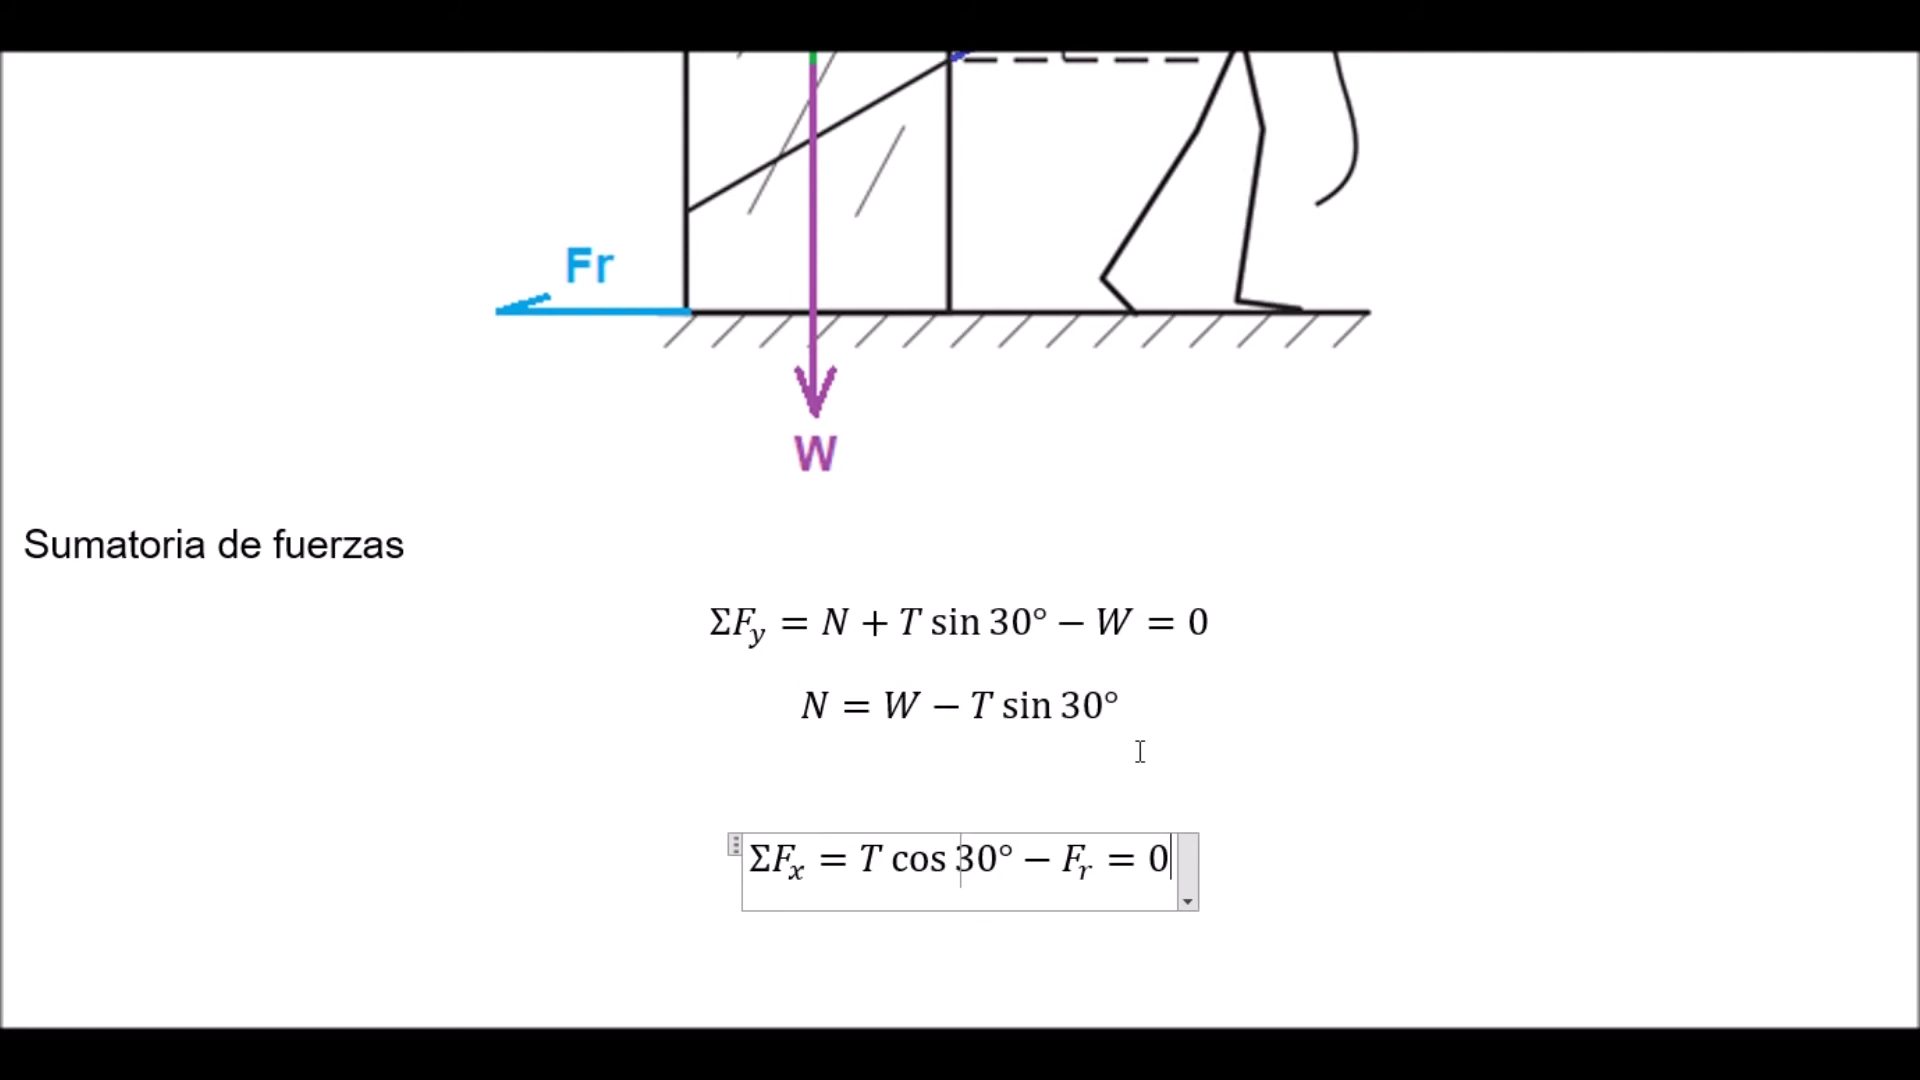 Fr
W
Sumatoria de fuerzas
ΣF_y = N + T sin 30° − W = 0
N = W − T sin 30°
ΣF_x = T cos 30° − F_r = 0